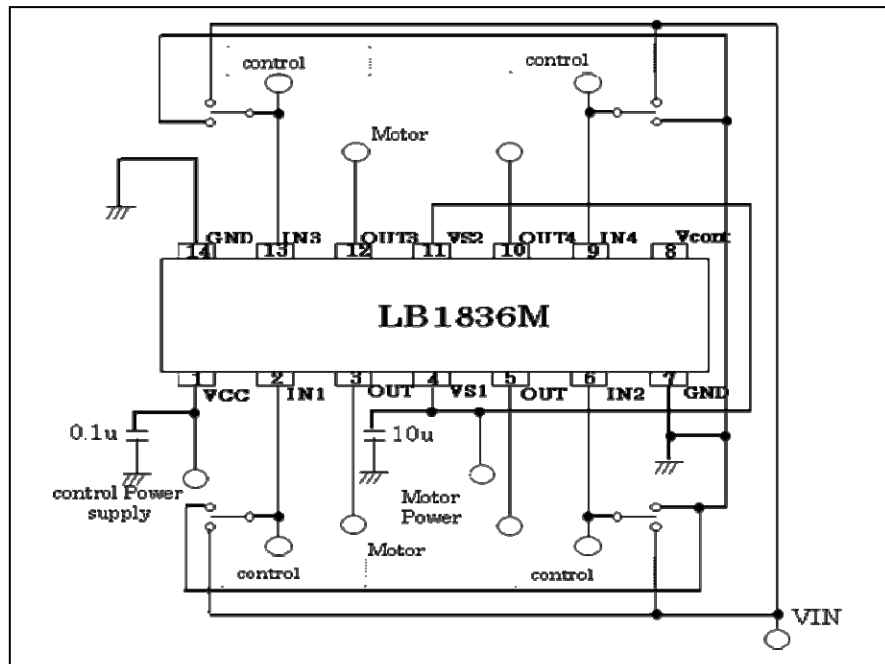 control
control
Motor
GND IN3 OUT3 VS2 OUT4 IN4 Vcont
14 13 12 11 10 9 8
LB1836M
1 2 3 4 5 6 7
VCC IN1 OUT VS1 OUT IN2 GND
0.1u
10u
control Power
supply
Motor
Power
Motor
control
control
VIN